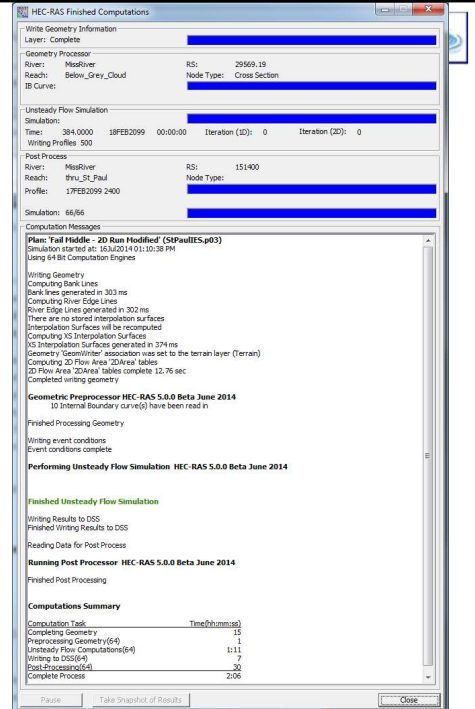 HEC-RAS Finished Computations
Write Geometry Information
Layer: Complete
Geometry Processor
River: MissRiver RS: 29569.19
Reach: Below_Grey_Cloud Node Type: Cross Section
IB Curve:
Unsteady Flow Simulation
Simulation:
Time: 384.0000 18FEB2099 00:00:00 Iteration (1D): 0 Iteration (2D): 0
Writing Profiles 500
Post Process
River: MissRiver RS: 151400
Reach: thru_St_Paul Node Type:
Profile: 17FEB2099 2400
Simulation: 66/66
Computation Messages
Plan: 'Fail Middle - 2D Run Modified' (StPaulIES.p03)
Simulation started at: 16Jul2014 01:10:38 PM
Using 64 Bit Computation Engines
Writing Geometry
Computing Bank Lines
Bank lines generated in 303 ms
Computing River Edge Lines
River Edge Lines generated in 302 ms
There are no stored interpolation surfaces
Interpolation Surfaces will be recomputed
Computing XS Interpolation Surfaces
XS Interpolation Surfaces generated in 374 ms
Geometry 'GeomWriter' association was set to the terrain layer (Terrain)
Computing 2D Flow Area '2DArea' tables
2D Flow Area '2DArea' tables complete 12.76 sec
Completed writing geometry
Geometric Preprocessor HEC-RAS 5.0.0 Beta June 2014
10 Internal Boundary curve(s) have been read in
Finished Processing Geometry
Writing event conditions
Event conditions complete
Performing Unsteady Flow Simulation HEC-RAS 5.0.0 Beta June 2014
Finished Unsteady Flow Simulation
Writing Results to DSS
Finished Writing Results to DSS
Reading Data for Post Process
Running Post Processor HEC-RAS 5.0.0 Beta June 2014
Finished Post Processing
Computations Summary
Computation Task Time(hh:mm:ss)
Completing Geometry 15
Preprocessing Geometry(64) 1
Unsteady Flow Computations(64) 1:11
Writing to DSS(64) 7
Post-Processing(64) 30
Complete Process 2:06
Pause Take Snapshot of Results Close